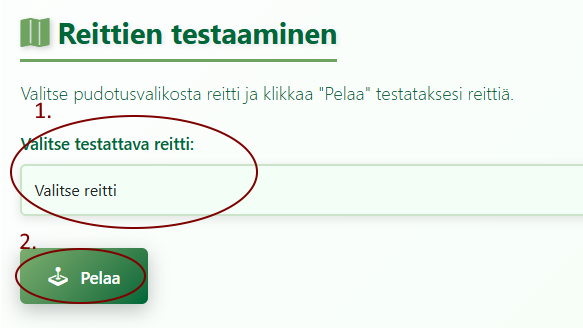 Reittien testaaminen
Valitse pudotusvalikosta reitti ja klikkaa "Pelaa" testataksesi reittiä.
1.
Valitse testattava reitti:
Valitse reitti
2.
Pelaa